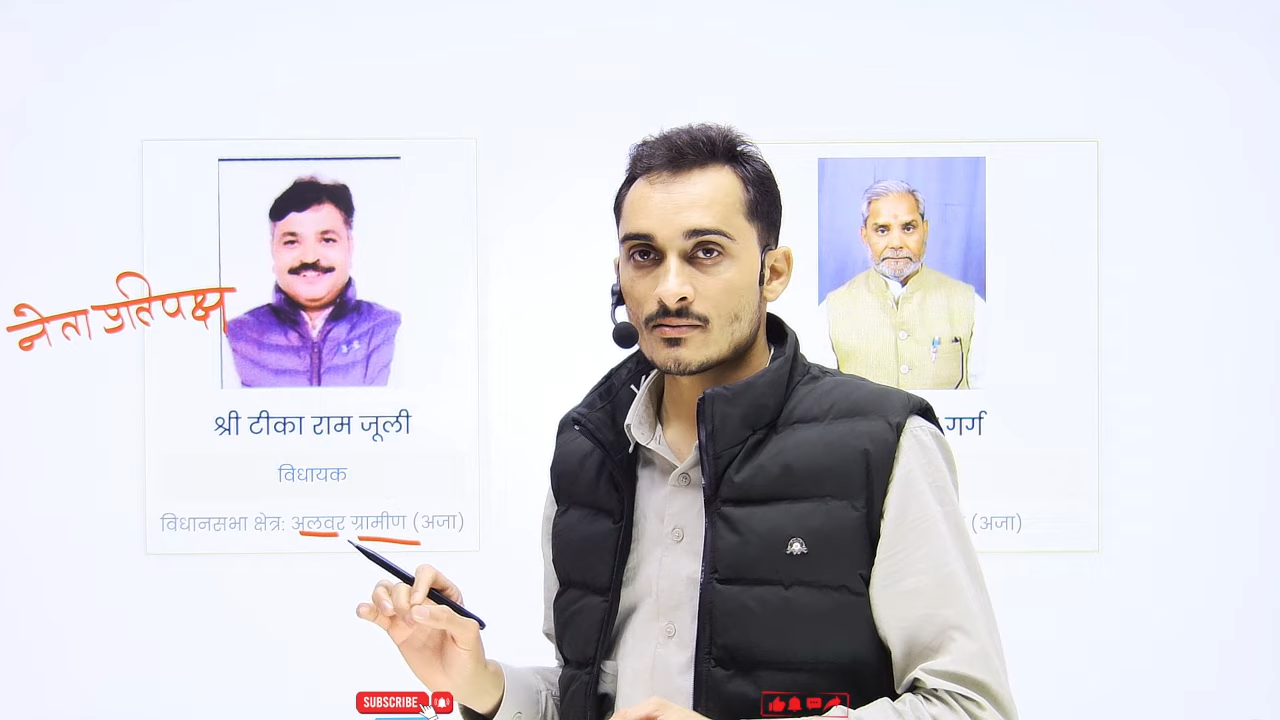 नेता प्रतिपक्ष
श्री टीका राम जूली
विधायक
विधानसभा क्षेत्र: अलवर ग्रामीण (अजा)
गर्ग
(अजा)
SUBSCRIBE